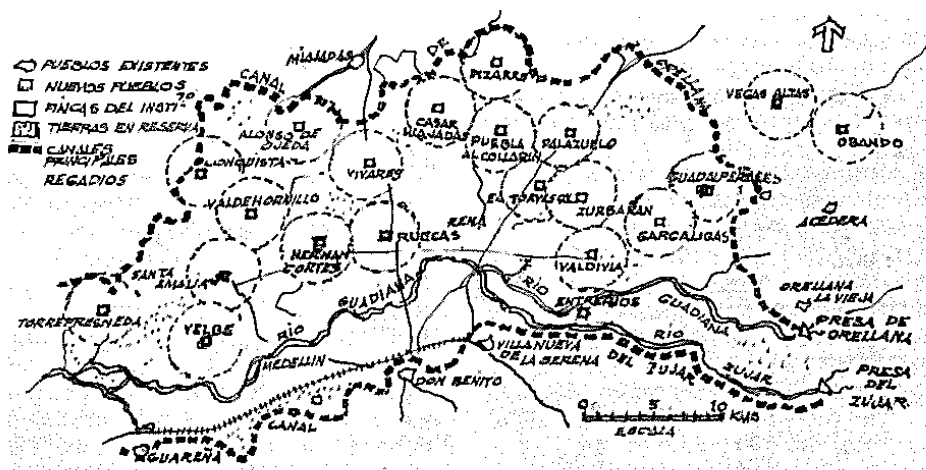 PUEBLOS EXISTENTES
NUEVOS PUEBLOS
FINCAS DEL INSTI.
TIERRAS EN RESERVA
CANALES
PRINCIPALES
REGADIOS
MIAJADAS
CANAL
DE
ORELLANA
PIZARRO
CASAR
MIAJADAS
ALONSO DE
OJEDA
CONQUISTA
VIVARES
PUEBLA
ALCOLLARIN
PALAZUELO
VEGAS ALTAS
OBANDO
VALDEHORNILLO
EL TORVISCAL
ZURBARAN
GUADALPERALES
RENA
HERNAN
CORTES
RUECAS
GARGALIGAS
ACEDERA
SANTA
AMALIA
VALDIVIA
TORREFRESNEDA
YELBE
RIO
GUADIANA
RIO
ENTRERRIOS
GUADIANA
ORELLANA
LA VIEJA
PRESA DE
ORELLANA
MEDELLIN
VILLANUEVA
DE LA SERENA
DEL
ZUJAR
RIO
ZUJAR
PRESA
DEL
ZÚJAR
DON BENITO
CANAL
GUAREÑA
0 5 10 KMS
ESCALA